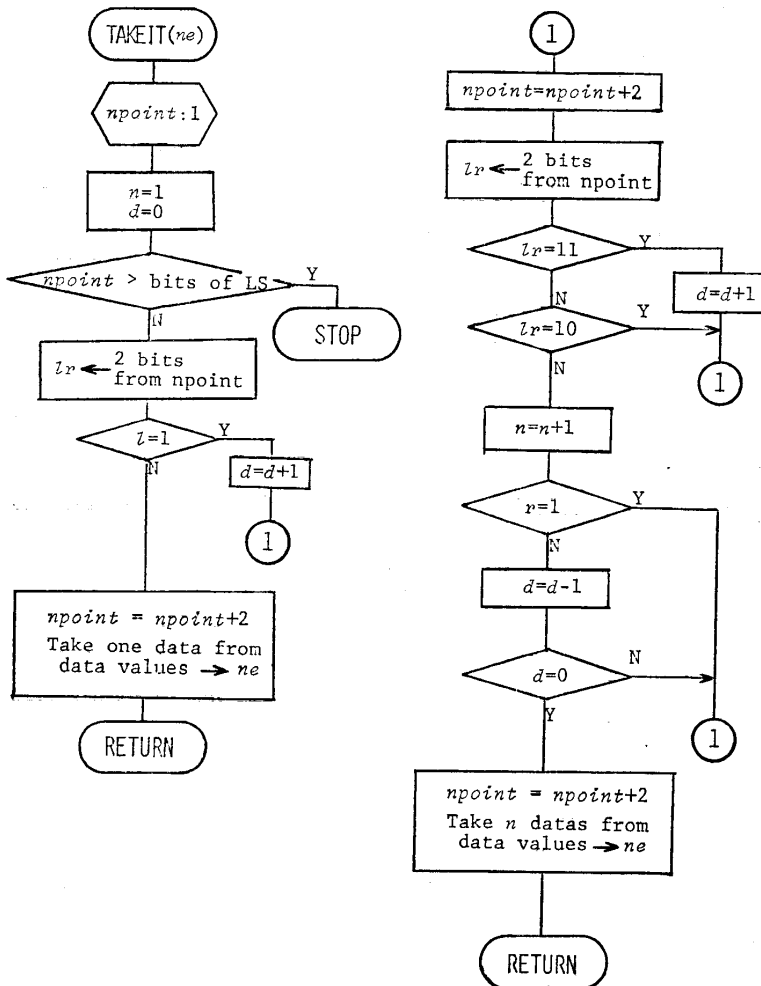 TAKEIT(ne)
npoint:1
n=1
d=0
npoint > bits of LS
Y
N
STOP
lr ← 2 bits
from npoint
l=1
Y
N
d=d+1
1
npoint = npoint+2
Take one data from
data values → ne
RETURN
1
npoint=npoint+2
lr ← 2 bits
from npoint
lr=11
Y
N
d=d+1
lr=10
Y
N
1
n=n+1
r=1
Y
N
d=d-1
d=0
N
Y
1
npoint = npoint+2
Take n datas from
data values → ne
RETURN